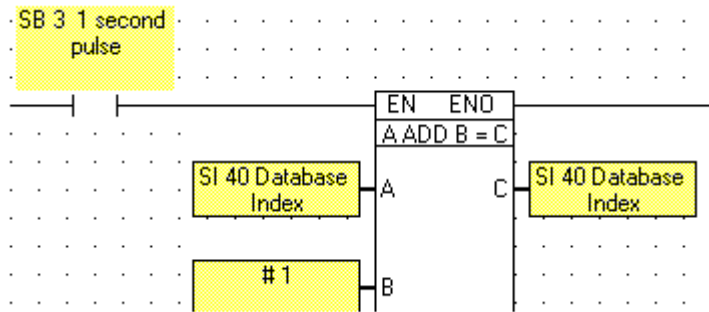 SB 3 1 second
pulse
EN ENO
A ADD B = C
SI 40 Database
Index
A
C
SI 40 Database
Index
# 1
B